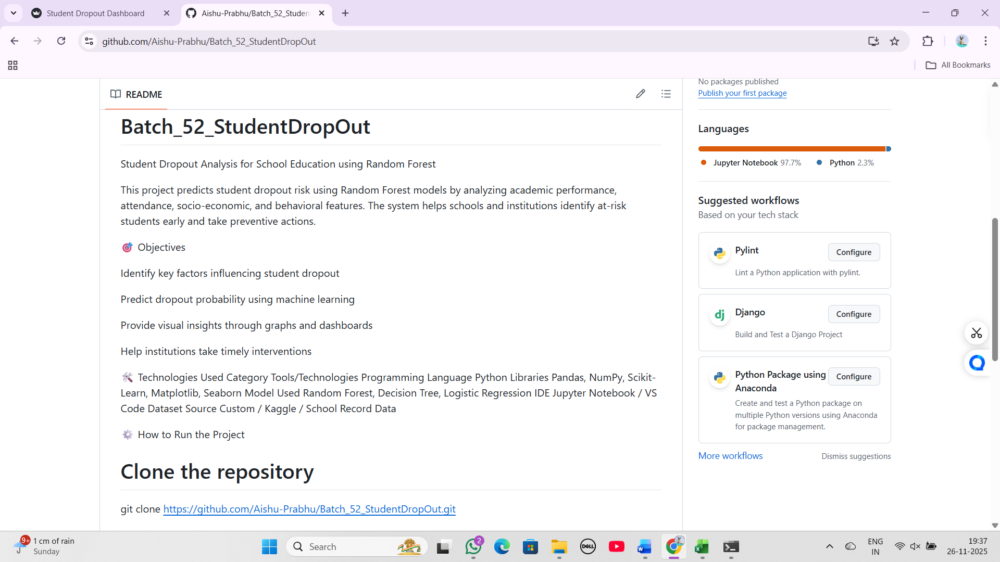 Student Dropout Dashboard
Aishu-Prabhu/Batch_52_Studen
github.com/Aishu-Prabhu/Batch_52_StudentDropOut
All Bookmarks
README
Batch_52_StudentDropOut
Student Dropout Analysis for School Education using Random Forest
This project predicts student dropout risk using Random Forest models by analyzing academic performance,
attendance, socio-economic, and behavioral features. The system helps schools and institutions identify at-risk
students early and take preventive actions.
🎯 Objectives
Identify key factors influencing student dropout
Predict dropout probability using machine learning
Provide visual insights through graphs and dashboards
Help institutions take timely interventions
🛠️ Technologies Used Category Tools/Technologies Programming Language Python Libraries Pandas, NumPy, Scikit-
Learn, Matplotlib, Seaborn Model Used Random Forest, Decision Tree, Logistic Regression IDE Jupyter Notebook / VS
Code Dataset Source Custom / Kaggle / School Record Data
⚙️ How to Run the Project
Clone the repository
git clone https://github.com/Aishu-Prabhu/Batch_52_StudentDropOut.git
No packages published
Publish your first package
Languages
Jupyter Notebook 97.7% Python 2.3%
Suggested workflows
Based on your tech stack
Pylint
Configure
Lint a Python application with pylint.
dj
Django
Configure
Build and Test a Django Project
Python Package using
Anaconda
Configure
Create and test a Python package on
multiple Python versions using Anaconda
for package management.
More workflows
Dismiss suggestions
9+
1 cm of rain
Sunday
Search
2
DELL
W
X
ENG
IN
19:37
26-11-2025